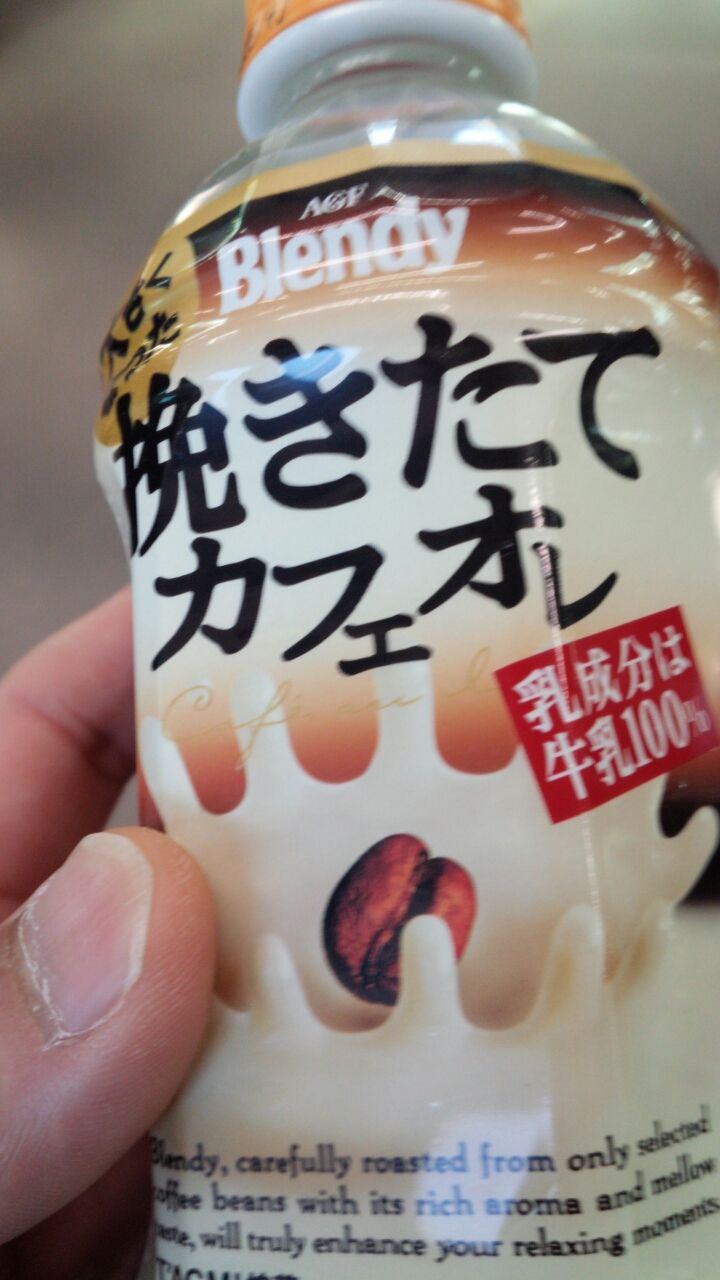 AGF
Blendy
挽きたて
カフェオレ
Café au
乳成分は
牛乳100%
Blendy, carefully roasted from only selected
coffee beans with its rich aroma and mellow
taste, will truly enhance your relaxing moments.